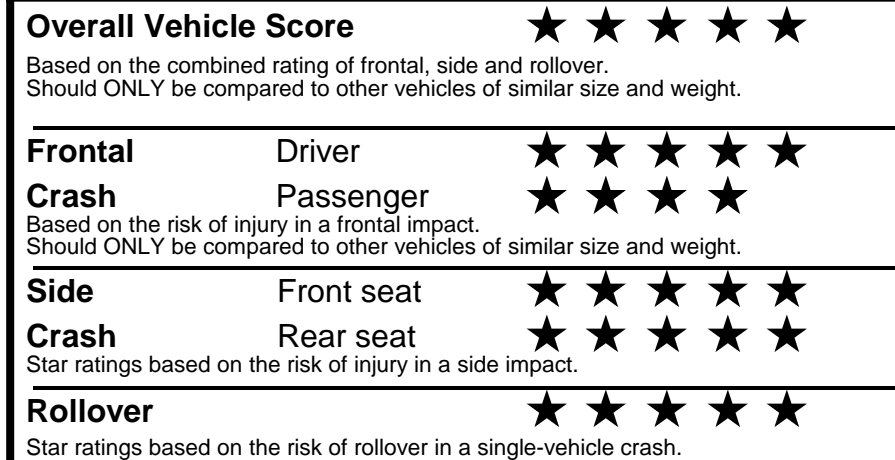 Overall Vehicle Score ★ ★ ★ ★ ★
Based on the combined rating of frontal, side and rollover.
Should ONLY be compared to other vehicles of similar size and weight.
Frontal Driver ★ ★ ★ ★ ★
Crash Passenger ★ ★ ★ ★
Based on the risk of injury in a frontal impact.
Should ONLY be compared to other vehicles of similar size and weight.
Side Front seat ★ ★ ★ ★ ★
Crash Rear seat ★ ★ ★ ★ ★
Star ratings based on the risk of injury in a side impact.
Rollover ★ ★ ★ ★ ★
Star ratings based on the risk of rollover in a single-vehicle crash.